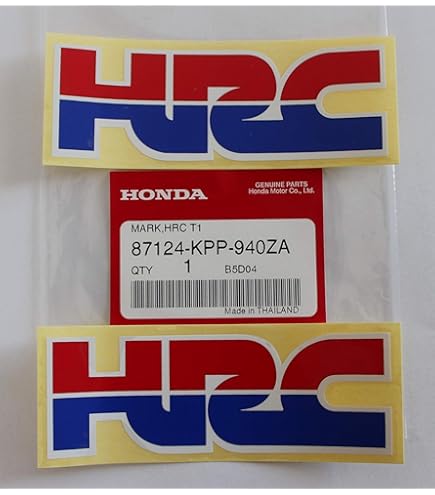 HRC
HONDA
GENUINE PARTS
Honda Motor Co., Ltd.
MARK,HRC T1
87124-KPP-940ZA
QTY 1 B5D04
Made in THAILAND
HRC